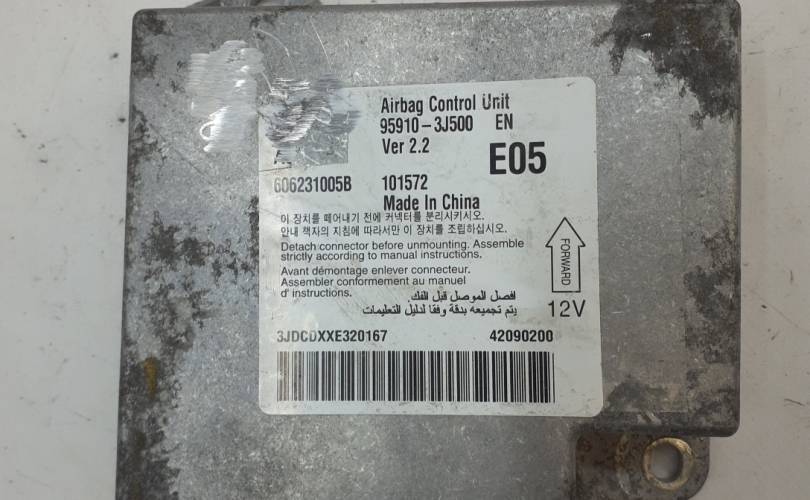 Airbag Control Unit
95910-3J500 EN
Ver 2.2
E05
606231005B 101572
Made In China
이 장치를 떼어내기 전에 커넥터를 분리시키시오.
안내 책자의 지침에 따라서만 이 장치를 조립하십시오.
Detach connector before unmounting. Assemble
strictly according to manual instructions.
Avant démontage enlever connecteur.
Assembler conformement au manuel
d' instructions.
افصل الموصل قبل الفك.
يتم تجميعه بدقة وفقا لدليل التعليمات
FORWARD
12V
3JDCDXXE320167 42090200